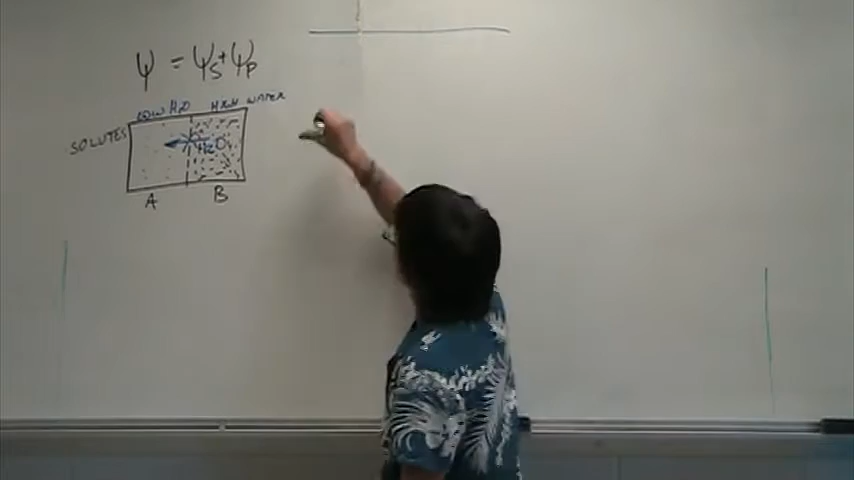 Ψ = Ψs + Ψp
LOW H2O HIGH WATER
SOLUTES
H2O
A B